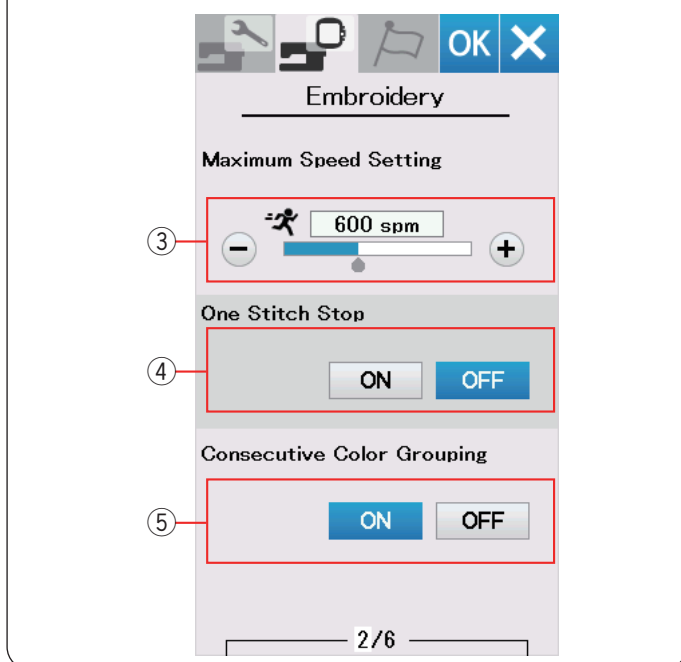 OK
Embroidery
Maximum Speed Setting
③ 600 spm
− +
One Stitch Stop
④ ON OFF
Consecutive Color Grouping
⑤ ON OFF
2/6